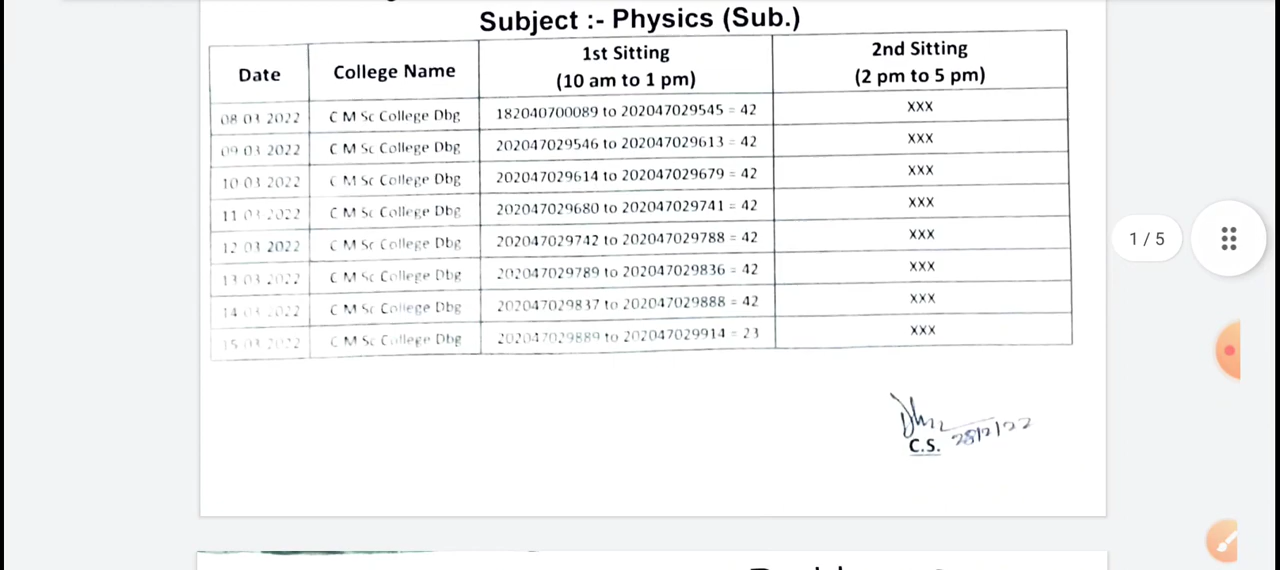 Subject :- Physics (Sub.)
Date College Name 1st Sitting (10 am to 1 pm) 2nd Sitting (2 pm to 5 pm)
08 03 2022 C M Sc College Dbg 182040700089 to 202047029545 = 42 XXX
09 03 2022 C M Sc College Dbg 202047029546 to 202047029613 = 42 XXX
10 03 2022 C M Sc College Dbg 202047029614 to 202047029679 = 42 XXX
11 03 2022 C M Sc College Dbg 202047029680 to 202047029741 = 42 XXX
12 03 2022 C M Sc College Dbg 202047029742 to 202047029788 = 42 XXX
13 03 2022 C M Sc College Dbg 202047029789 to 202047029836 = 42 XXX
14 03 2022 C M Sc College Dbg 202047029837 to 202047029888 = 42 XXX
15 03 2022 C M Sc College Dbg 202047029889 to 202047029914 = 23 XXX
1 / 5
C.S.